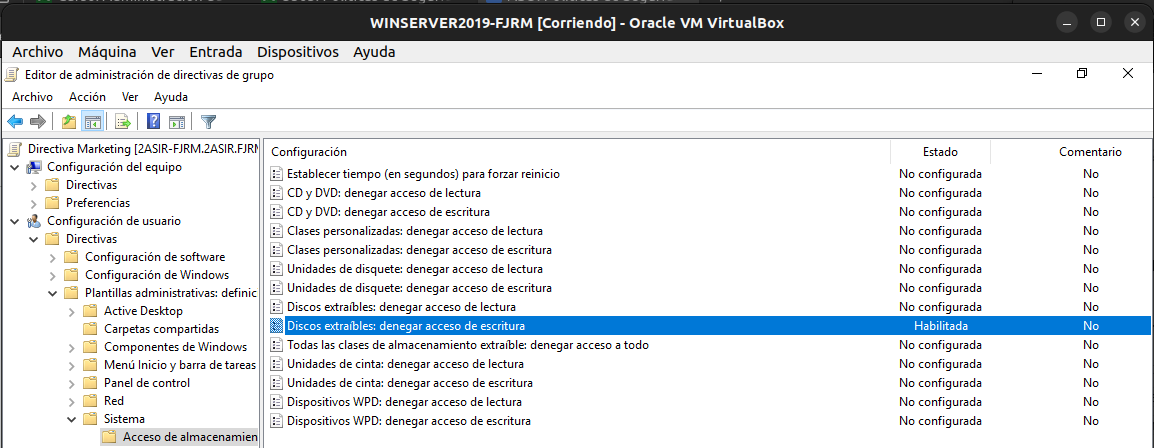 WINSERVER2019-FJRM [Corriendo] - Oracle VM VirtualBox
Archivo Máquina Ver Entrada Dispositivos Ayuda
Editor de administración de directivas de grupo
Archivo Acción Ver Ayuda
Directiva Marketing [2ASIR-FJRM.2ASIR.FJRM
Configuración del equipo
Directivas
Preferencias
Configuración de usuario
Directivas
Configuración de software
Configuración de Windows
Plantillas administrativas: definic
Active Desktop
Carpetas compartidas
Componentes de Windows
Menú Inicio y barra de tareas
Panel de control
Red
Sistema
Acceso de almacenamien
Configuración Estado Comentario
Establecer tiempo (en segundos) para forzar reinicio No configurada No
CD y DVD: denegar acceso de lectura No configurada No
CD y DVD: denegar acceso de escritura No configurada No
Clases personalizadas: denegar acceso de lectura No configurada No
Clases personalizadas: denegar acceso de escritura No configurada No
Unidades de disquete: denegar acceso de lectura No configurada No
Unidades de disquete: denegar acceso de escritura No configurada No
Discos extraíbles: denegar acceso de lectura No configurada No
Discos extraíbles: denegar acceso de escritura Habilitada No
Todas las clases de almacenamiento extraíble: denegar acceso a todo No configurada No
Unidades de cinta: denegar acceso de lectura No configurada No
Unidades de cinta: denegar acceso de escritura No configurada No
Dispositivos WPD: denegar acceso de lectura No configurada No
Dispositivos WPD: denegar acceso de escritura No configurada No